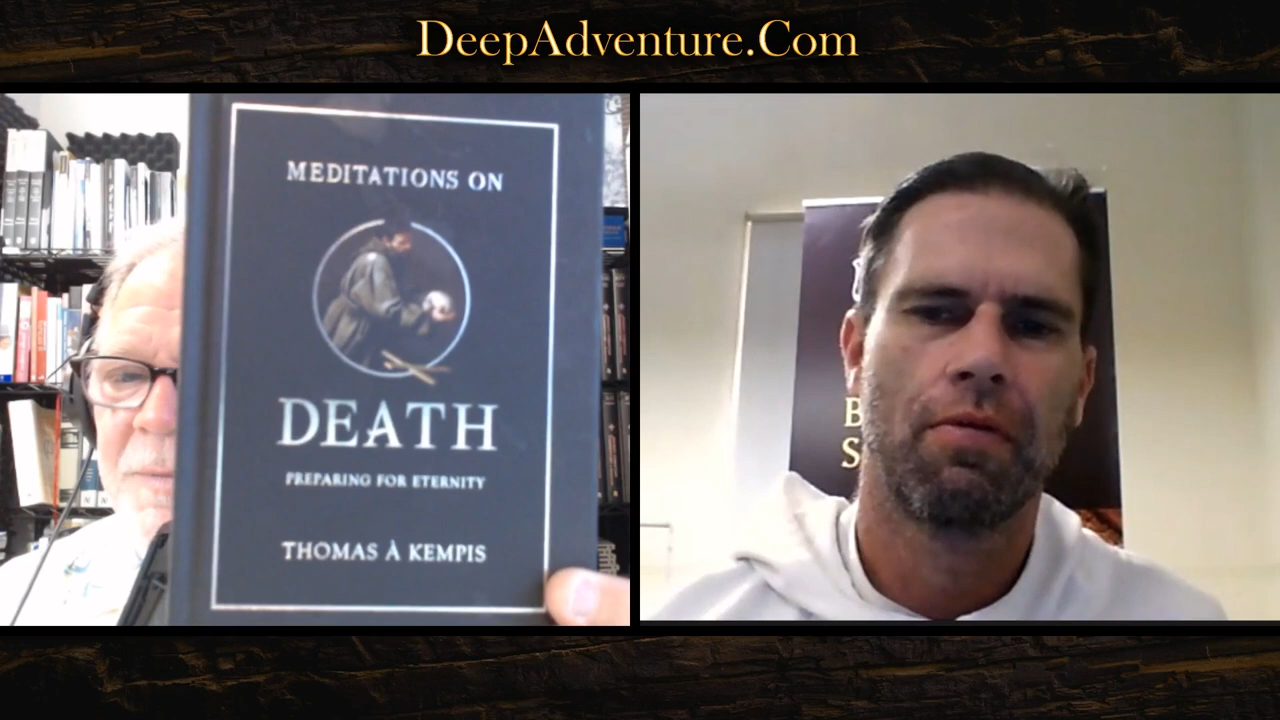 DeepAdventure.Com
MEDITATIONS ON
DEATH
PREPARING FOR ETERNITY
THOMAS À KEMPIS
B
S